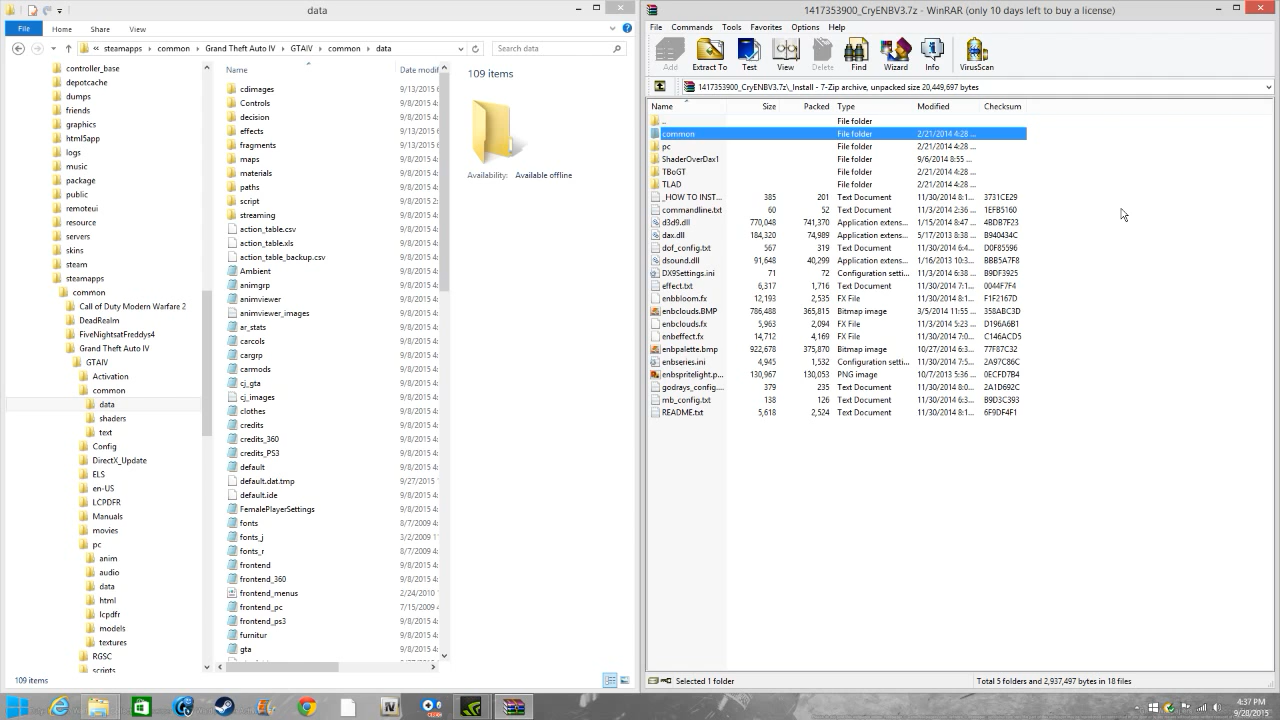 data
1417353900_CryENBV3.7z - WinRAR (only 10 days left to buy a license)
File Home Share View
File Commands Tools Favorites Options Help
« steamapps › common › Grand Theft Auto IV › GTAIV › common › data
Search data
Add Extract To Test View Delete Find Wizard Info VirusScan
1417353900_CryENBV3.7z\_Install - 7-Zip archive, unpacked size 20,449,697 bytes
controller_base
depotcache
dumps
friends
graphics
html5app
logs
music
package
public
remoteui
resource
servers
skins
steam
steamapps
common
Call of Duty Modern Warfare 2
DeadRealm
FiveNightsatFreddys4
Grand Theft Auto IV
GTAIV
Activation
common
data
shaders
text
Config
DirectX_Update
ELS
en-US
LCPDFR
Manuals
movies
pc
anim
audio
data
html
lcpdfr
models
textures
RGSC
scripts
Name Date modif
cdimages 9/13/2015 6
Controls 9/8/2015 4:
decision 9/8/2015 4:
effects 9/13/2015 6
fragments 9/13/2015 6
maps 9/8/2015 4:
materials 9/8/2015 4:
paths 9/8/2015 4:
script 9/8/2015 2:
streaming 9/8/2015 4:
action_table.csv 9/8/2015 4:
action_table.xls 9/8/2015 4:
action_table_backup.csv 9/8/2015 4:
Ambient 9/8/2015 4:
animgrp 9/8/2015 4:
animviewer 9/8/2015 4:
animviewer_images 9/8/2015 4:
ar_stats 9/8/2015 4:
carcols 9/8/2015 4:
cargrp 9/8/2015 4:
carmods 9/8/2015 4:
cj_gta 9/8/2015 4:
cj_images 9/8/2015 4:
clothes 9/8/2015 4:
credits 9/8/2015 4:
credits_360 9/8/2015 4:
credits_PS3 9/8/2015 4:
default 9/8/2015 4:
default.dat.tmp 9/27/2015 1
default.ide 9/8/2015 4:
FemalePlayerSettings 9/8/2015 4:
fonts 8/7/2009 4:
fonts_j 3/2/2009 11
fonts_r 8/7/2009 4:
frontend 9/8/2015 4:
frontend_360 9/8/2015 4:
frontend_menus 2/24/2010
frontend_pc 7/15/2009 4
frontend_ps3 9/8/2015 4:
furnitur 9/8/2015 4:
gta 9/8/2015 4:
109 items
Availability: Available offline
Name Size Packed Type Modified Checksum
.. File folder
common File folder 2/21/2014 4:28 ...
pc File folder 2/21/2014 4:28 ...
ShaderOverDax1 File folder 9/6/2014 8:55 ...
TBoGT File folder 2/21/2014 4:28 ...
TLAD File folder 2/21/2014 4:28 ...
_HOW TO INST... 385 201 Text Document 11/30/2014 8:1... 3731CE29
commandline.txt 60 52 Text Document 11/3/2014 2:36 ... 1EFB5160
d3d9.dll 770,048 741,370 Application extens... 1/15/2014 8:47 ... 4BDB7F23
dax.dll 184,320 74,989 Application extens... 5/17/2013 8:38 ... B940434C
dof_config.txt 567 319 Text Document 11/30/2014 6:4... D0F85596
dsound.dll 91,648 40,299 Application extens... 1/16/2013 10:3... BBB5A7F8
DX9Settings.ini 71 72 Configuration setti... 11/3/2014 6:38 ... B9DF3925
effect.txt 6,317 1,716 Text Document 11/30/2014 7:1... 0044F7F4
enbbloom.fx 12,193 2,535 FX File 11/30/2014 8:1... F1F2167D
enbclouds.BMP 786,488 365,815 Bitmap image 3/5/2014 11:55 ... 358ABC3D
enbclouds.fx 5,963 2,094 FX File 11/3/2014 5:23 ... D196A6B1
enbeffect.fx 14,712 4,169 FX File 11/30/2014 7:0... C146ACD5
enbpalette.bmp 922,678 375,870 Bitmap image 10/27/2014 6:3... 77F87C32
enbseries.ini 4,945 1,532 Configuration setti... 11/30/2014 7:5... 2A97C86C
enbspritelight.p... 130,967 130,053 PNG image 10/7/2013 5:36 ... 0ECFD7B4
godrays_config.... 379 235 Text Document 11/30/2014 8:0... 2A1D692C
mb_config.txt 138 126 Text Document 11/30/2014 8:1... B9D3C393
README.txt 5,618 2,524 Text Document 11/30/2014 8:1... 6F9DF4F1
109 items
Selected 1 folder
Total 5 folders and 2,937,497 bytes in 18 files
4:37 PM
9/28/2015